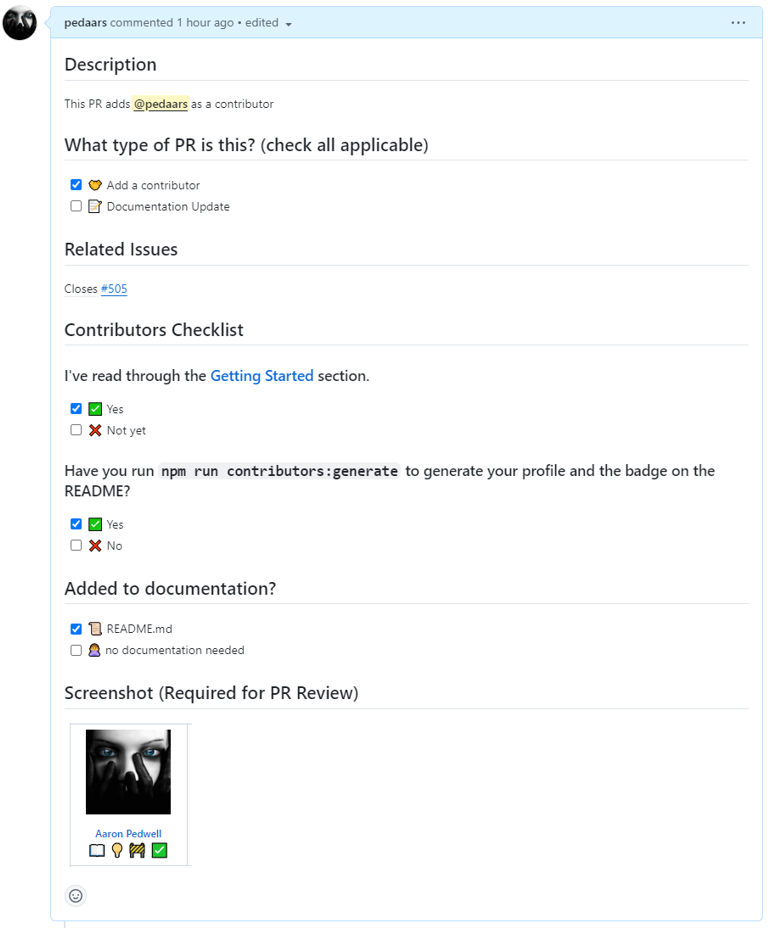 pedaars commented 1 hour ago • edited
Description
This PR adds @pedaars as a contributor
What type of PR is this? (check all applicable)
Add a contributor
Documentation Update
Related Issues
Closes #505
Contributors Checklist
I've read through the Getting Started section.
Yes
Not yet
Have you run npm run contributors:generate to generate your profile and the badge on the
README?
Yes
No
Added to documentation?
README.md
no documentation needed
Screenshot (Required for PR Review)
Aaron Pedwell